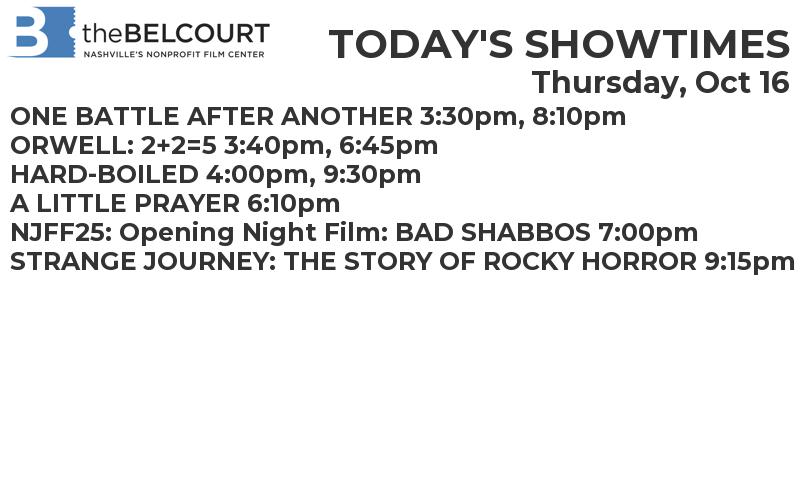 B theBELCOURT
NASHVILLE'S NONPROFIT FILM CENTER
TODAY'S SHOWTIMES
Thursday, Oct 16
ONE BATTLE AFTER ANOTHER 3:30pm, 8:10pm
ORWELL: 2+2=5 3:40pm, 6:45pm
HARD-BOILED 4:00pm, 9:30pm
A LITTLE PRAYER 6:10pm
NJFF25: Opening Night Film: BAD SHABBOS 7:00pm
STRANGE JOURNEY: THE STORY OF ROCKY HORROR 9:15pm